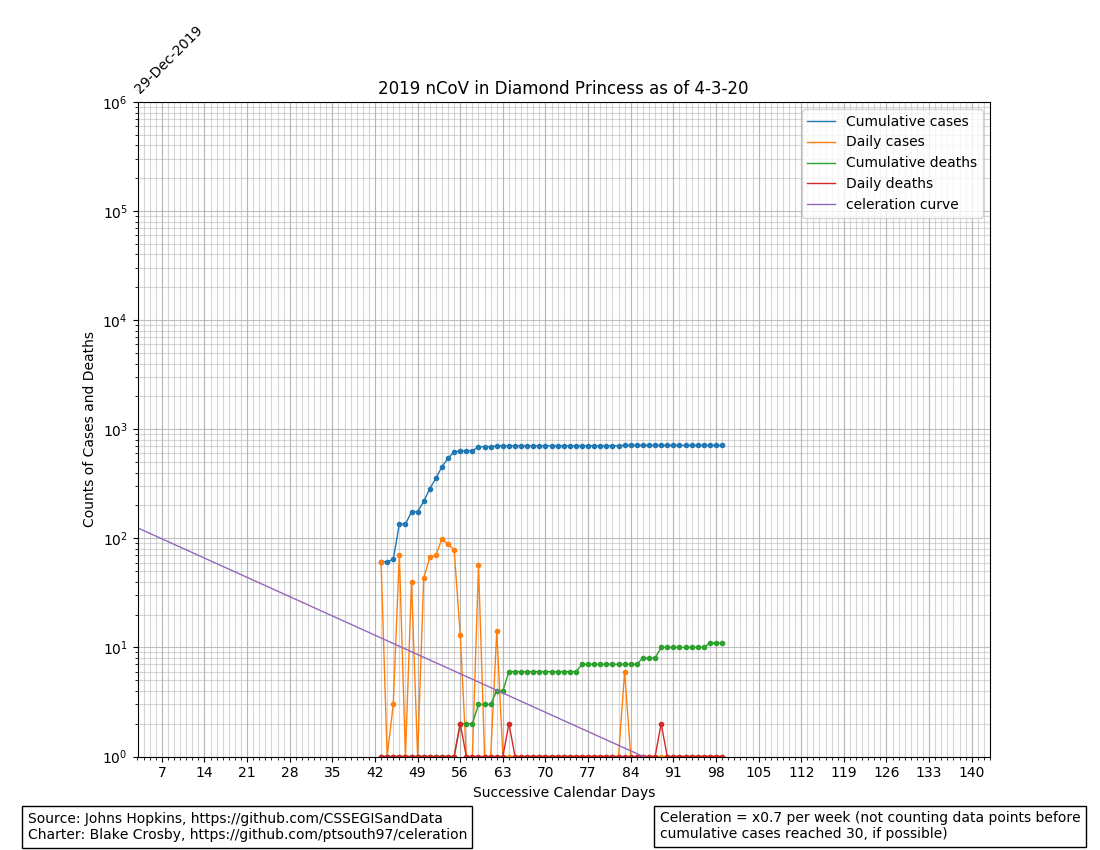 29-Dec-2019
2019 nCoV in Diamond Princess as of 4-3-20
Cumulative cases
Daily cases
Cumulative deaths
Daily deaths
celeration curve
Counts of Cases and Deaths
10^6
10^5
10^4
10^3
10^2
10^1
10^0
7 14 21 28 35 42 49 56 63 70 77 84 91 98 105 112 119 126 133 140
Successive Calendar Days
Source: Johns Hopkins, https://github.com/CSSEGISandData
Charter: Blake Crosby, https://github.com/ptsouth97/celeration
Celeration = x0.7 per week (not counting data points before
cumulative cases reached 30, if possible)